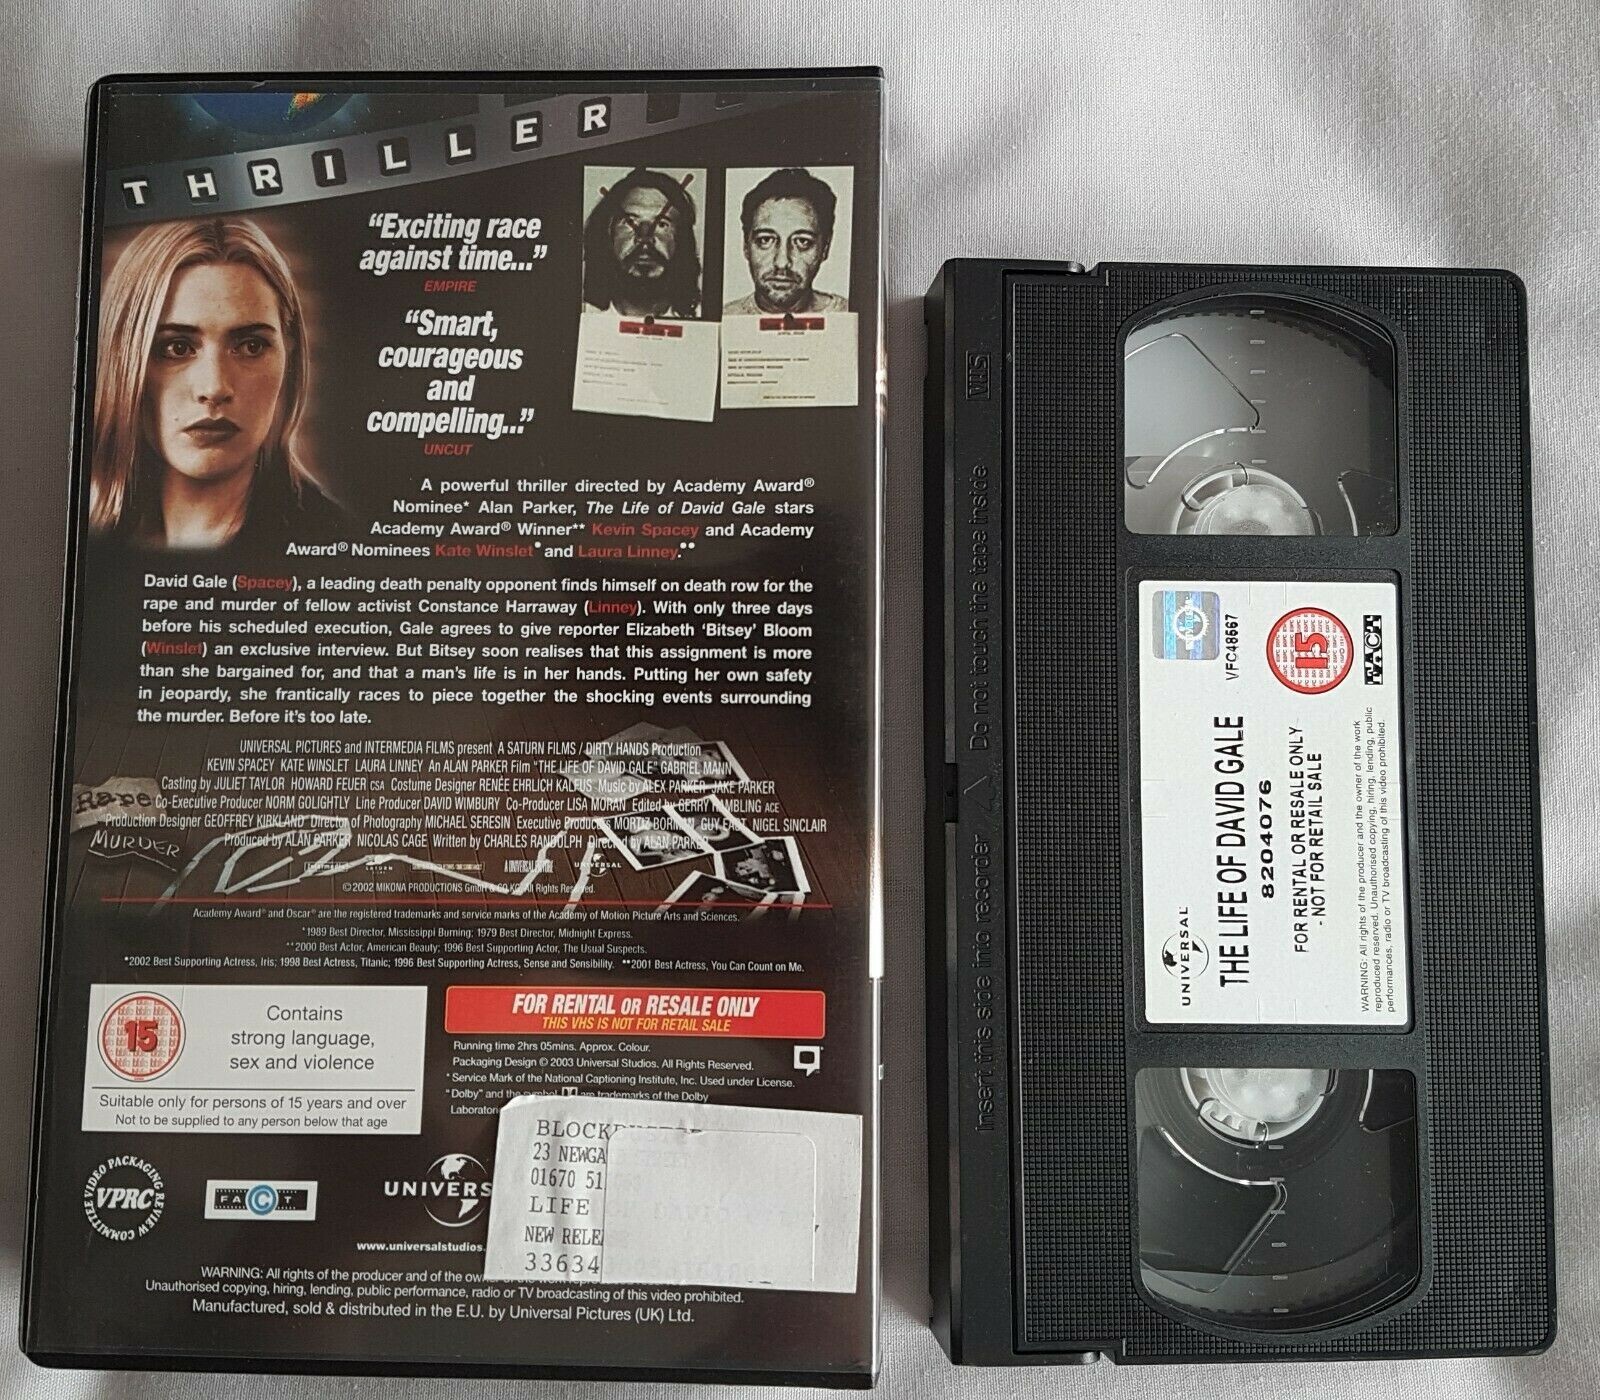 THRILLER
"Exciting race
against time..."
EMPIRE
"Smart,
courageous
and
compelling..."
UNCUT
A powerful thriller directed by Academy Award®
Nominee* Alan Parker, The Life of David Gale stars
Academy Award® Winner** Kevin Spacey and Academy
Award® Nominees Kate Winslet• and Laura Linney.••
David Gale (Spacey), a leading death penalty opponent finds himself on death row for the
rape and murder of fellow activist Constance Harraway (Linney). With only three days
before his scheduled execution, Gale agrees to give reporter Elizabeth 'Bitsey' Bloom
(Winslet) an exclusive interview. But Bitsey soon realises that this assignment is more
than she bargained for, and that a man's life is in her hands. Putting her own safety
in jeopardy, she frantically races to piece together the shocking events surrounding
the murder. Before it's too late.
UNIVERSAL PICTURES and INTERMEDIA FILMS present A SATURN FILMS / DIRTY HANDS Production
KEVIN SPACEY KATE WINSLET LAURA LINNEY An ALAN PARKER Film "THE LIFE OF DAVID GALE" GABRIEL MANN
Casting by JULIET TAYLOR HOWARD FEUER CSA Costume Designer RENÉE EHRLICH KALFUS Music by ALEX PARKER JAKE PARKER
Rape
Co-Executive Producer NORM GOLIGHTLY Line Producer DAVID WIMBURY Co-Producer LISA MORAN Edited by GERRY HAMBLING ACE
Production Designer GEOFFREY KIRKLAND Director of Photography MICHAEL SERESIN Executive Producers MORITZ BORMAN GUY EAST NIGEL SINCLAIR
MURDER
Produced by ALAN PARKER NICOLAS CAGE Written by CHARLES RANDOLPH Directed by ALAN PARKER
UNIVERSAL
©2002 MIKONA PRODUCTIONS GmbH & CO KG. All Rights Reserved.
Academy Award® and Oscar® are the registered trademarks and service marks of the Academy of Motion Picture Arts and Sciences.
*1989 Best Director, Mississippi Burning; 1979 Best Director, Midnight Express.
**2000 Best Actor, American Beauty; 1996 Best Supporting Actor, The Usual Suspects.
•2002 Best Supporting Actress, Iris; 1998 Best Actress, Titanic; 1996 Best Supporting Actress, Sense and Sensibility. ••2001 Best Actress, You Can Count on Me.
15
Contains
strong language,
sex and violence
Suitable only for persons of 15 years and over
Not to be supplied to any person below that age
FOR RENTAL OR RESALE ONLY
THIS VHS IS NOT FOR RETAIL SALE
Running time 2hrs 05mins. Approx. Colour.
Packaging Design © 2003 Universal Studios. All Rights Reserved.
* Service Mark of the National Captioning Institute, Inc. Used under License.
"Dolby" and the symbol are trademarks of the Dolby
Laborator
BLOCKBUSTER
23 NEWGA
01670 51
LIFE
NEW RELE
33634
VIDEO PACKAGING REVIEW COMMITTEE
VPRC
FACT
UNIVERS
www.universalstudios.
WARNING: All rights of the producer and of the own
Unauthorised copying, hiring, lending, public performance, radio or TV broadcasting of this video prohibited.
Manufactured, sold & distributed in the E.U. by Universal Pictures (UK) Ltd.
VHS
Insert this side into recorder Do not touch the tape inside
UNIVERSAL
VFC48667
15
FACT
UNIVERSAL
THE LIFE OF DAVID GALE
8204076
FOR RENTAL OR RESALE ONLY
- NOT FOR RETAIL SALE
WARNING: All rights of the producer and the owner of the work
reproduced reserved. Unauthorised copying, hiring, lending, public
performances, radio or TV broadcasting of this video prohibited.